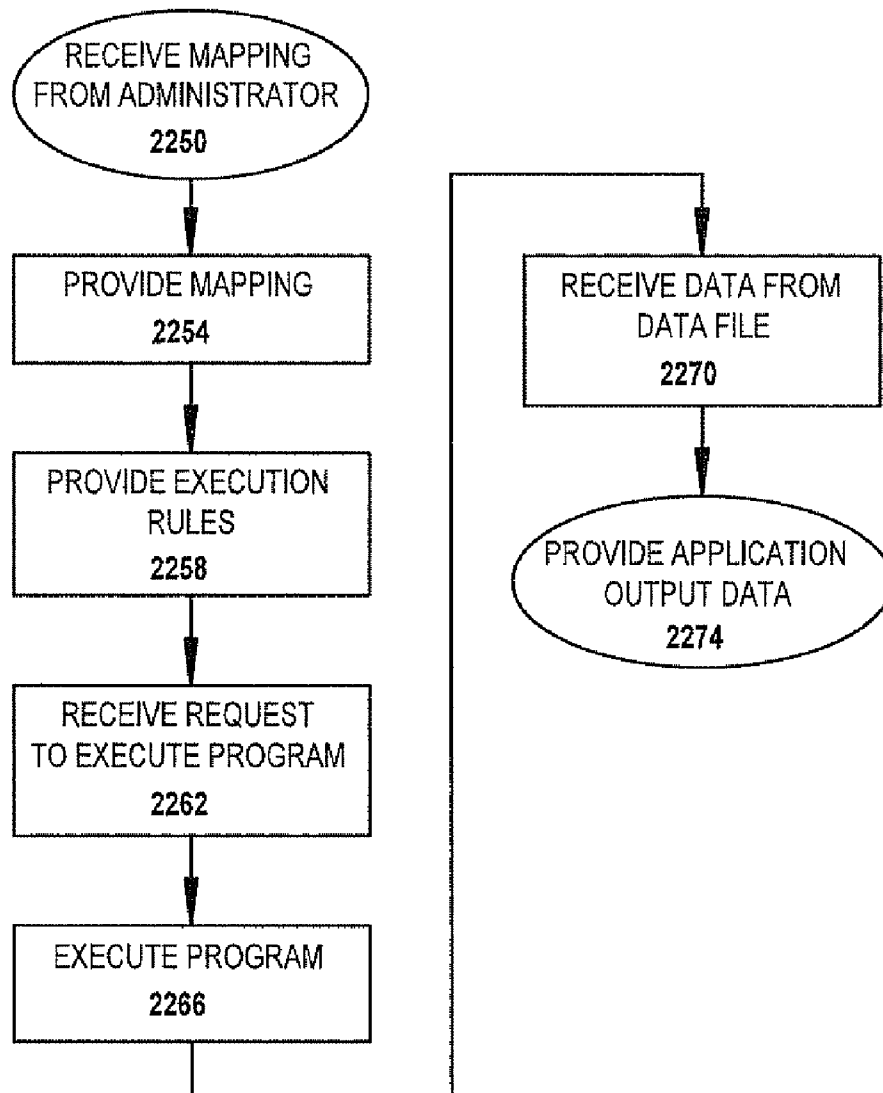 RECEIVE MAPPING
FROM ADMINISTRATOR
2250
PROVIDE MAPPING
2254
PROVIDE EXECUTION
RULES
2258
RECEIVE REQUEST
TO EXECUTE PROGRAM
2262
EXECUTE PROGRAM
2266
RECEIVE DATA FROM
DATA FILE
2270
PROVIDE APPLICATION
OUTPUT DATA
2274